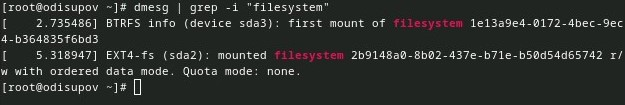 [root@odisupov ~]# dmesg | grep -i "filesystem"
[    2.735486] BTRFS info (device sda3): first mount of filesystem 1e13a9e4-0172-4bec-9ec
4-b364835f6bd3
[    5.318947] EXT4-fs (sda2): mounted filesystem 2b9148a0-8b02-437e-b71e-b50d54d65742 r/
w with ordered data mode. Quota mode: none.
[root@odisupov ~]#